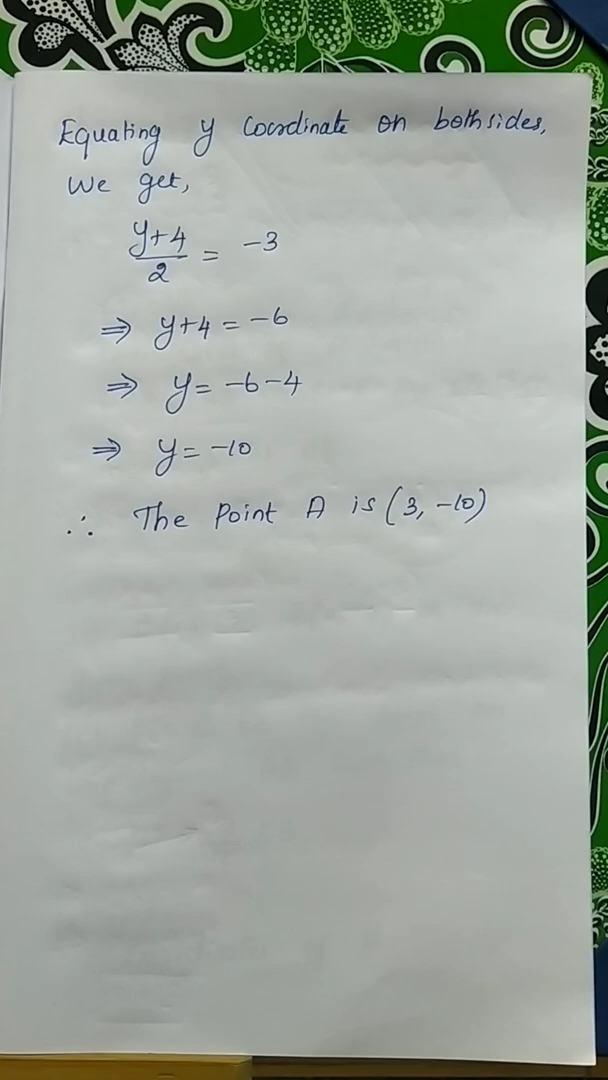 Equating y coordinate on both sides,
we get,
y+4/2 = -3
⇒ y+4 = -6
⇒ y = -6-4
⇒ y = -10
∴ The point A is (3, -10)